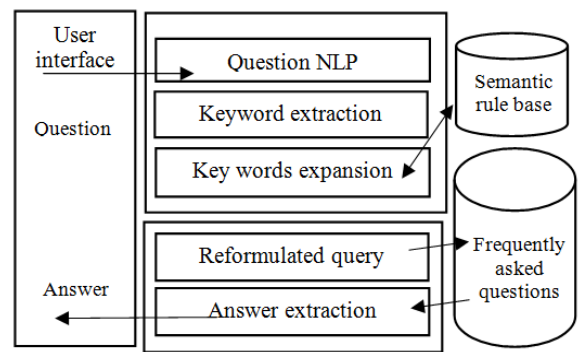 User
interface
Question
Answer
Question NLP
Keyword extraction
Key words expansion
Reformulated query
Answer extraction
Semantic
rule base
Frequently
asked
questions